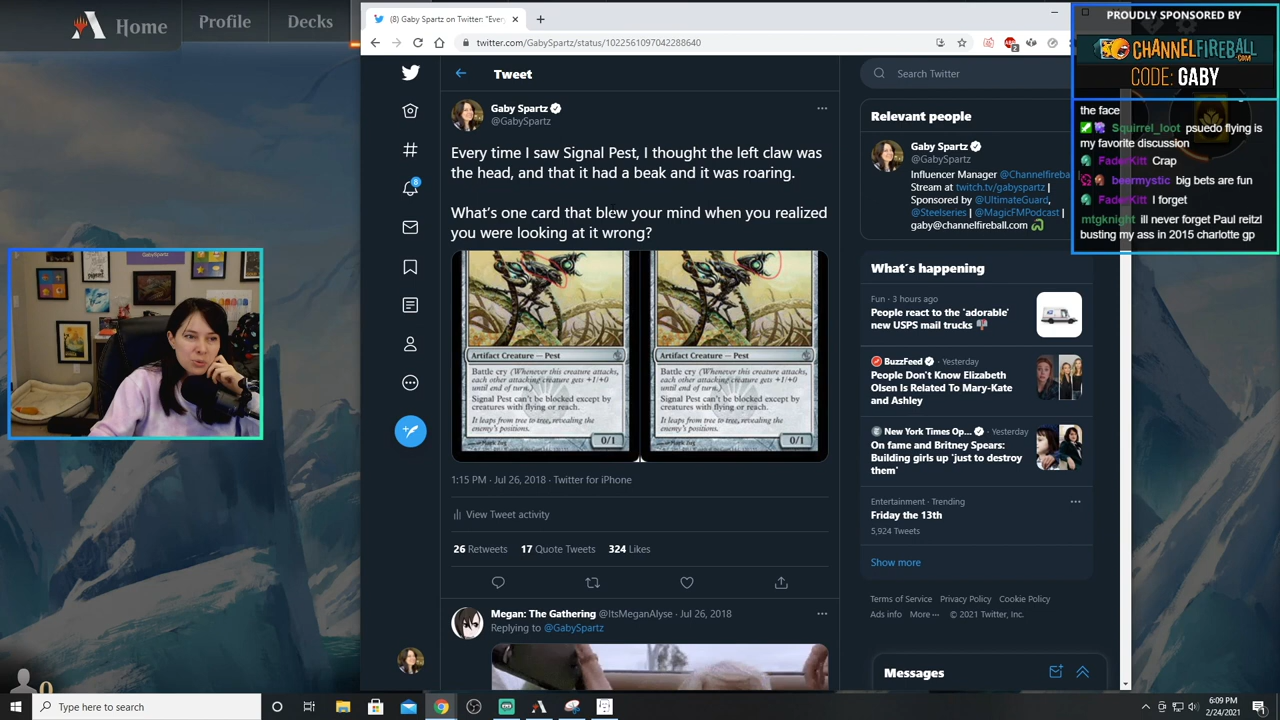 Home
Profile
Decks
(8) Gaby Spartz on Twitter: "Ever
twitter.com/GabySpartz/status/1022561097042288640
Tweet
Search Twitter
PROUDLY SPONSORED BY
CHANNELFIREBALL.COM
CODE: GABY
the face
Squirrel_loot psuedo flying is
my favorite discussion
FaderKitt Crap
beermystic big bets are fun
FaderKitt I forget
mtgknight ill never forget Paul reitzl
busting my ass in 2015 charlotte gp
Gaby Spartz
@GabySpartz
Every time I saw Signal Pest, I thought the left claw was
the head, and that it had a beak and it was roaring.
What's one card that blew your mind when you realized
you were looking at it wrong?
Artifact Creature — Pest
Battle cry (Whenever this creature attacks,
each other attacking creature gets +1/+0
until end of turn.)
Signal Pest can't be blocked except by
creatures with flying or reach.
It leaps from tree to tree, revealing the
enemy's positions.
0/1
Artifact Creature — Pest
Battle cry (Whenever this creature attacks,
each other attacking creature gets +1/+0
until end of turn.)
Signal Pest can't be blocked except by
creatures with flying or reach.
It leaps from tree to tree, revealing the
enemy's positions.
0/1
1:15 PM · Jul 26, 2018 · Twitter for iPhone
View Tweet activity
26 Retweets 17 Quote Tweets 324 Likes
Megan: The Gathering @ItsMeganAlyse · Jul 26, 2018
Replying to @GabySpartz
Relevant people
Gaby Spartz
@GabySpartz
Influencer Manager @Channelfireba
Stream at twitch.tv/gabyspartz |
Sponsored by @UltimateGuard,
@Steelseries | @MagicFMPodcast |
gaby@channelfireball.com
What's happening
Fun · 3 hours ago
People react to the 'adorable'
new USPS mail trucks
BuzzFeed · Yesterday
People Don't Know Elizabeth
Olsen Is Related To Mary-Kate
and Ashley
New York Times Op... · Yesterday
On fame and Britney Spears:
Building girls up 'just to destroy
them'
Entertainment · Trending
Friday the 13th
5,924 Tweets
Show more
Terms of Service Privacy Policy Cookie Policy
Ads info More ··· © 2021 Twitter, Inc.
Messages
0
Type here to search
6:09 PM
2/24/2021